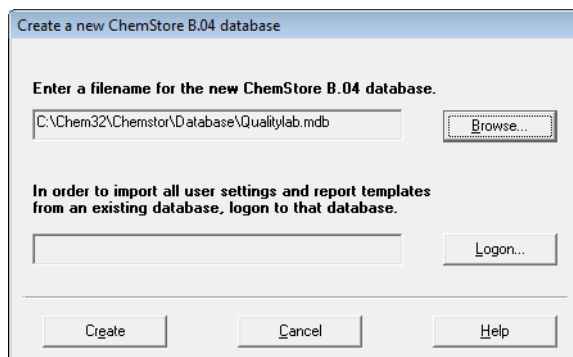 Create a new ChemStore B.04 database
Enter a filename for the new ChemStore B.04 database.
C:\Chem32\Chemstor\Database\Qualitylab.mdb
Browse...
In order to import all user settings and report templates
from an existing database, logon to that database.
Logon...
Create
Cancel
Help